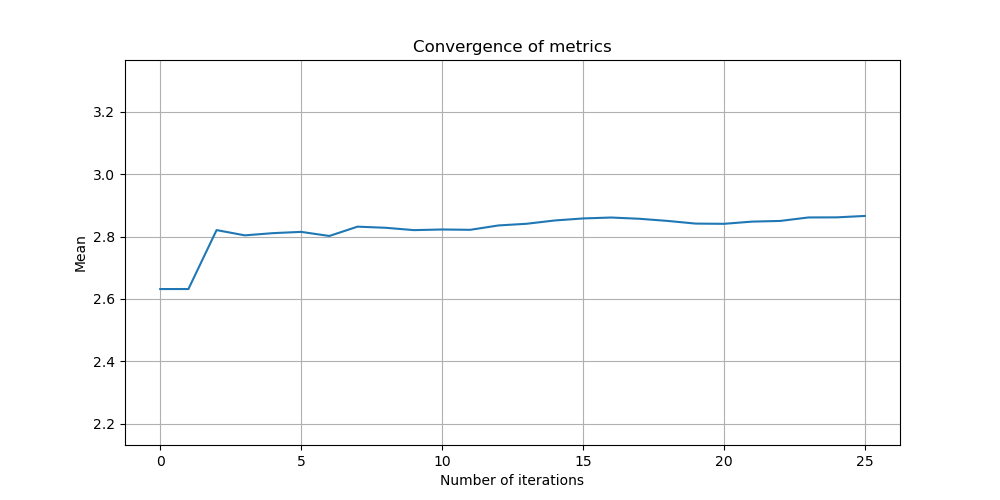 Convergence of metrics
3.2
3.0
2.8
2.6
2.4
2.2
Mean
0 5 10 15 20 25
Number of iterations